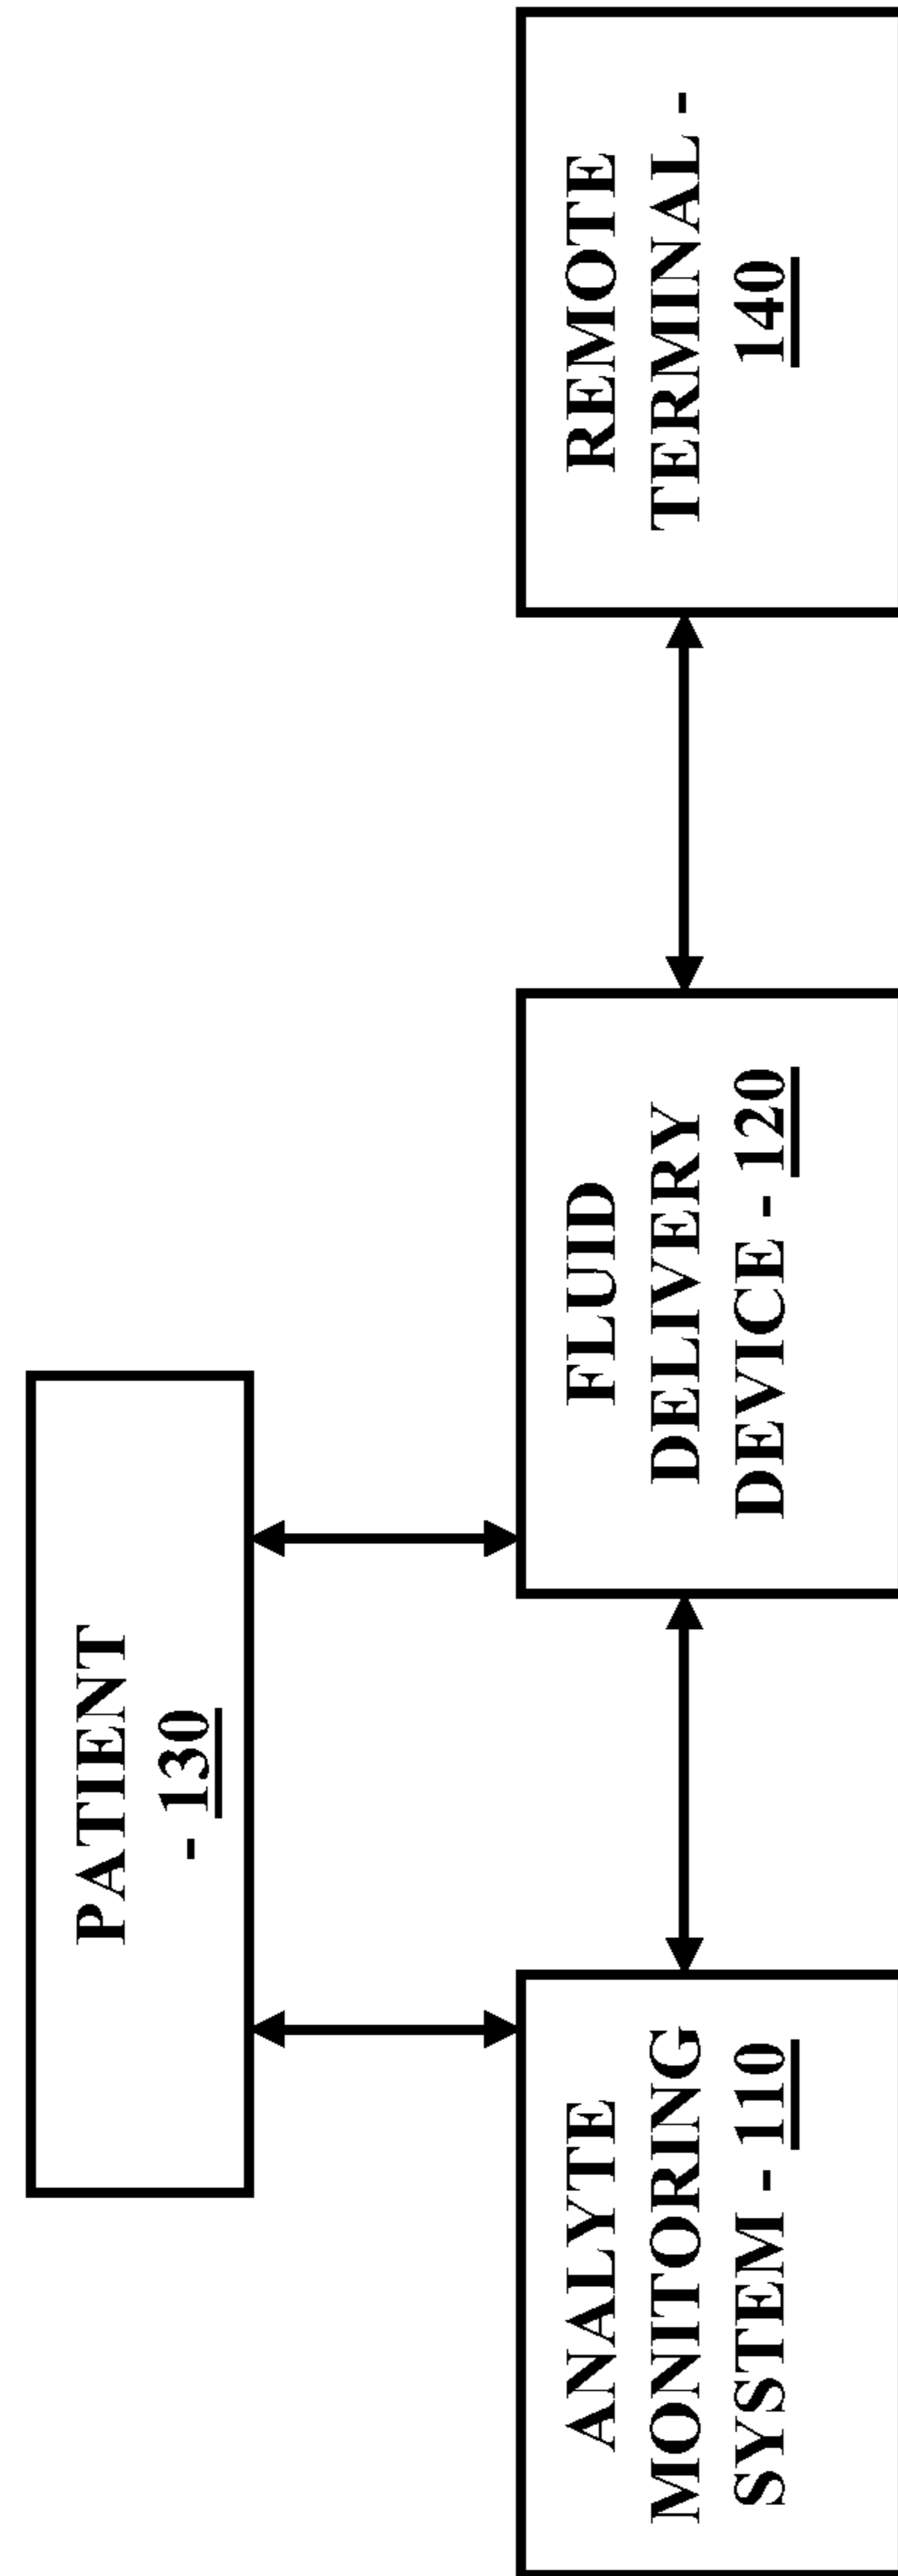 PATIENT
- 130
ANALYTE
MONITORING
SYSTEM - 110
FLUID
DELIVERY
DEVICE - 120
REMOTE
TERMINAL -
140